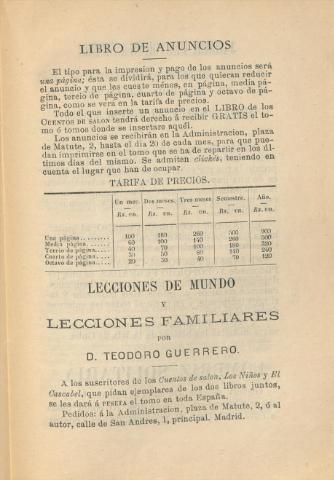 LIBRO DE ANUNCIOS
El tipo para la impresion y pago de los anuncios será
una página; ésta se dividirá, para los que quieran reducir
el anuncio y que les cueste ménos, en página, media página,
tercio de página, cuarto de página y octavo de página,
como se verá en la tarifa de precios.
Todo el que inserte un anuncio en el LIBRO de los
CUENTOS DE SALON tendrá derecho á recibir GRATIS el tomo
ó tomos donde se insertare aquél.
Los anuncios se recibirán en la Administracion, plaza
de Matute, 2, hasta el dia 20 de cada mes, para que puedan
imprimirse en el tomo que se ha de repartir en los últimos
dias del mismo. Se admiten clichés, teniendo en
cuenta el lugar que han de ocupar.
TARIFA DE PRECIOS.
Un mes. Dos meses. Tres meses Semestre. Año.
Rs. vn. Rs. vn. Rs. vn. Rs. vn. Rs. vn.
Una página 100 180 260 500 900
Media página 60 100 140 260 500
Tercio de página 40 70 100 180 320
Cuarto de página 30 50 80 140 240
Octavo de página 20 30 40 70 120
LECCIONES DE MUNDO
Y
LECCIONES FAMILIARES
POR
D. TEODORO GUERRERO.
A los suscritores de los Cuentos de salon, Los Niños y El
Cascabel, que pidan ejemplares de los dos libros juntos,
se les dará á PESETA el tomo en toda España.
Pedidos: á la Administracion, plaza de Matute, 2, ó al
autor, calle de San Andres, 1, principal. Madrid.